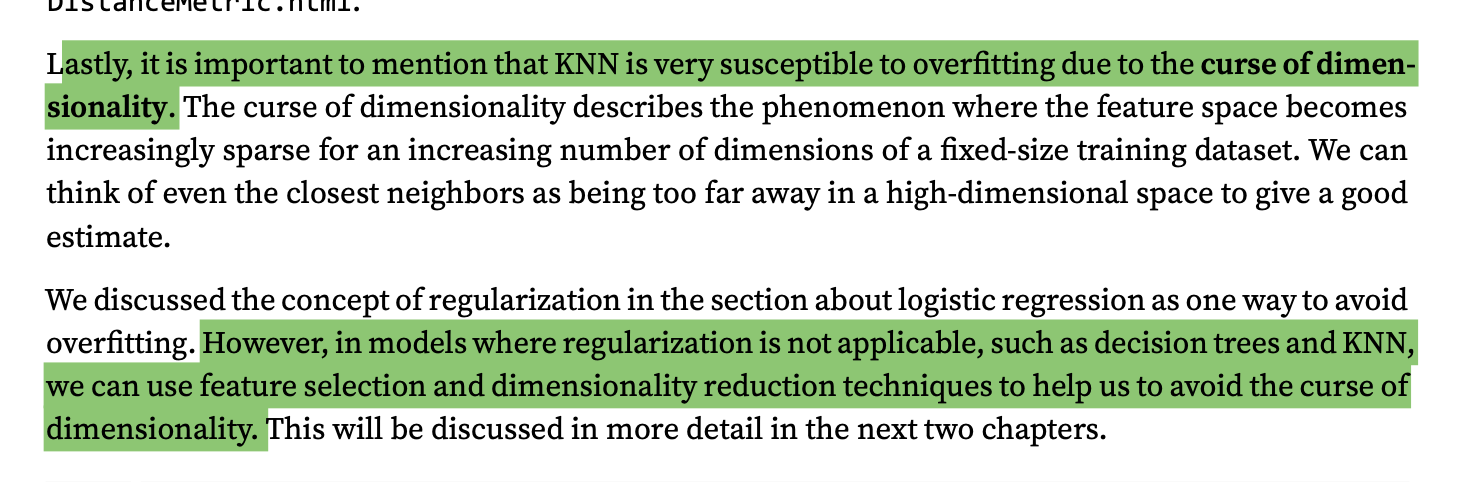 DistanceMetric.html.
Lastly, it is important to mention that KNN is very susceptible to overfitting due to the curse of dimen-
sionality. The curse of dimensionality describes the phenomenon where the feature space becomes
increasingly sparse for an increasing number of dimensions of a fixed-size training dataset. We can
think of even the closest neighbors as being too far away in a high-dimensional space to give a good
estimate.
We discussed the concept of regularization in the section about logistic regression as one way to avoid
overfitting. However, in models where regularization is not applicable, such as decision trees and KNN,
we can use feature selection and dimensionality reduction techniques to help us to avoid the curse of
dimensionality. This will be discussed in more detail in the next two chapters.